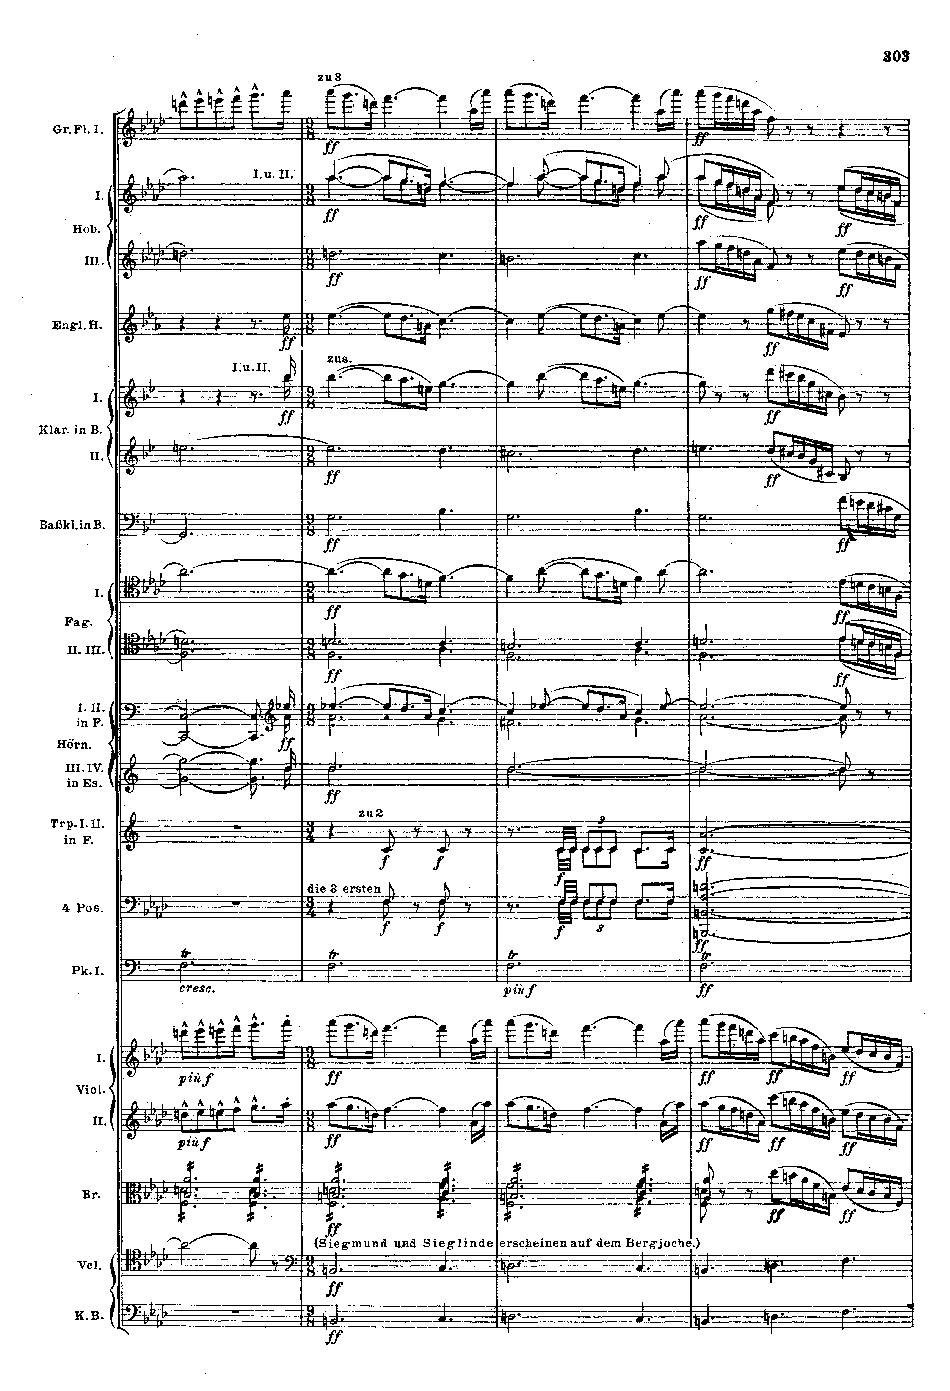 303
zu 3
Gr. Fl. I.
ff
ff
I. u. II.
I.
ff
ff
ff
Hob.
III.
ff
ff
ff
Engl. H.
ff
ff
I. u. II.
zus.
I.
ff
ff
Klar. in B.
II.
ff
ff
Baßkl. in B.
ff
ff
I.
ff
ff
Fag.
II. III.
ff
ff
I. II.
in F.
ff
Hörn.
III. IV.
in Es.
ff
zu 2
Trp. I. II.
in F.
3
f
f
f
ff
die 3 ersten
4 Pos.
f
f
f
3
ff
Pk. I.
tr
tr
tr
tr
cresc.
più f
ff
I.
più f
ff
ff
ff
ff
Viol.
II.
più f
ff
ff
ff
ff
Br.
ff
ff
ff
(Siegmund und Sieglinde erscheinen auf dem Bergjoche.)
Vcl.
ff
K. B.
ff